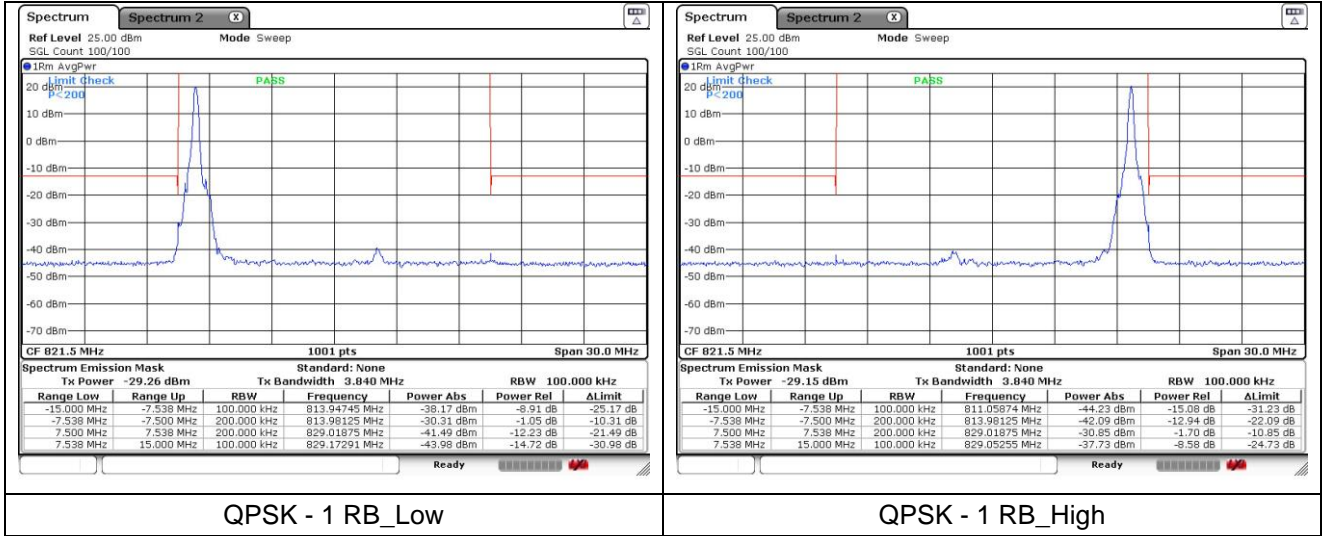 Spectrum Spectrum 2 X
Ref Level 25.00 dBm Mode Sweep
SGL Count 100/100
1Rm AvgPwr
Limit Check PASS
20 dBm
P<200
10 dBm
0 dBm
-10 dBm
-20 dBm
-30 dBm
-40 dBm
-50 dBm
-60 dBm
-70 dBm
CF 821.5 MHz 1001 pts Span 30.0 MHz
Spectrum Emission Mask Standard: None
Tx Power -29.26 dBm Tx Bandwidth 3.840 MHz RBW 100.000 kHz
Range Low Range Up RBW Frequency Power Abs Power Rel ΔLimit
-15.000 MHz -7.538 MHz 100.000 kHz 813.94745 MHz -38.17 dBm -8.91 dB -25.17 dB
-7.538 MHz -7.500 MHz 200.000 kHz 813.98125 MHz -30.31 dBm -1.05 dB -10.31 dB
7.500 MHz 7.538 MHz 200.000 kHz 829.01875 MHz -41.49 dBm -12.23 dB -21.49 dB
7.538 MHz 15.000 MHz 100.000 kHz 829.17291 MHz -43.98 dBm -14.72 dB -30.98 dB
Ready
QPSK - 1 RB_Low
Spectrum Spectrum 2 X
Ref Level 25.00 dBm Mode Sweep
SGL Count 100/100
1Rm AvgPwr
Limit Check PASS
20 dBm
P<200
10 dBm
0 dBm
-10 dBm
-20 dBm
-30 dBm
-40 dBm
-50 dBm
-60 dBm
-70 dBm
CF 821.5 MHz 1001 pts Span 30.0 MHz
Spectrum Emission Mask Standard: None
Tx Power -29.15 dBm Tx Bandwidth 3.840 MHz RBW 100.000 kHz
Range Low Range Up RBW Frequency Power Abs Power Rel ΔLimit
-15.000 MHz -7.538 MHz 100.000 kHz 811.05874 MHz -44.23 dBm -15.08 dB -31.23 dB
-7.538 MHz -7.500 MHz 200.000 kHz 813.98125 MHz -42.09 dBm -12.94 dB -22.09 dB
7.500 MHz 7.538 MHz 200.000 kHz 829.01875 MHz -30.85 dBm -1.70 dB -10.85 dB
7.538 MHz 15.000 MHz 100.000 kHz 829.05255 MHz -37.73 dBm -8.58 dB -24.73 dB
Ready
QPSK - 1 RB_High